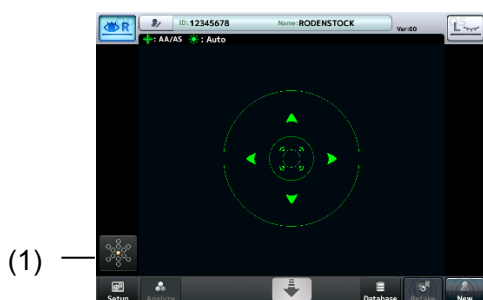 R ID: 12345678 Name: RODENSTOCK Ver:00 L
: AA/AS : Auto
(1)
Setup Analyze Database Retake New